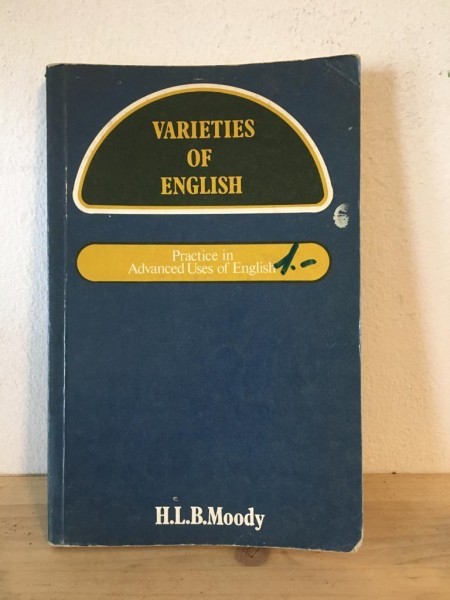 VARIETIES
OF
ENGLISH
Practice in
Advanced Uses of English
1.-
H.L.B.Moody